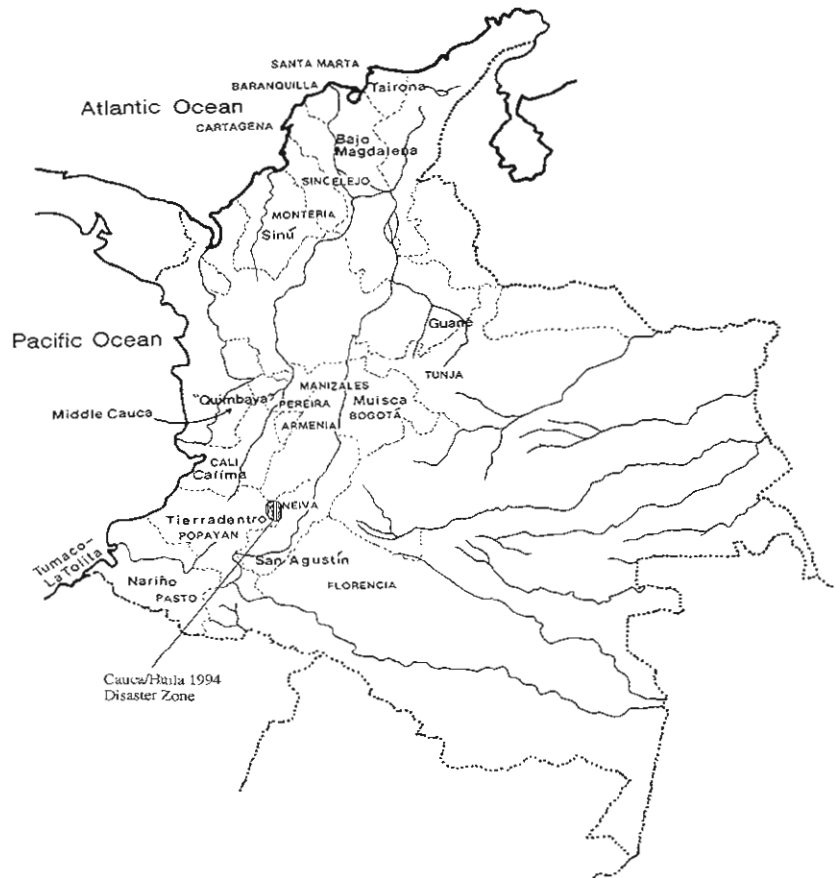 SANTA MARTA
BARANQUILLA
Tairona
Atlantic Ocean
CARTAGENA
Bajo
Magdalena
SINCELEJO
MONTERIA
Sinú
Pacific Ocean
Guane
TUNJA
MANIZALES
"Quimbaya"
Muisca
PEREIRA
BOGOTÁ
Middle Cauca
ARMENIA
CALI
Calima
NEIVA
Tierradentro
POPAYAN
Tumaco-
La Tolita
San Agustín
Nariño
FLORENCIA
PASTO
Cauca/Huila 1994
Disaster Zone